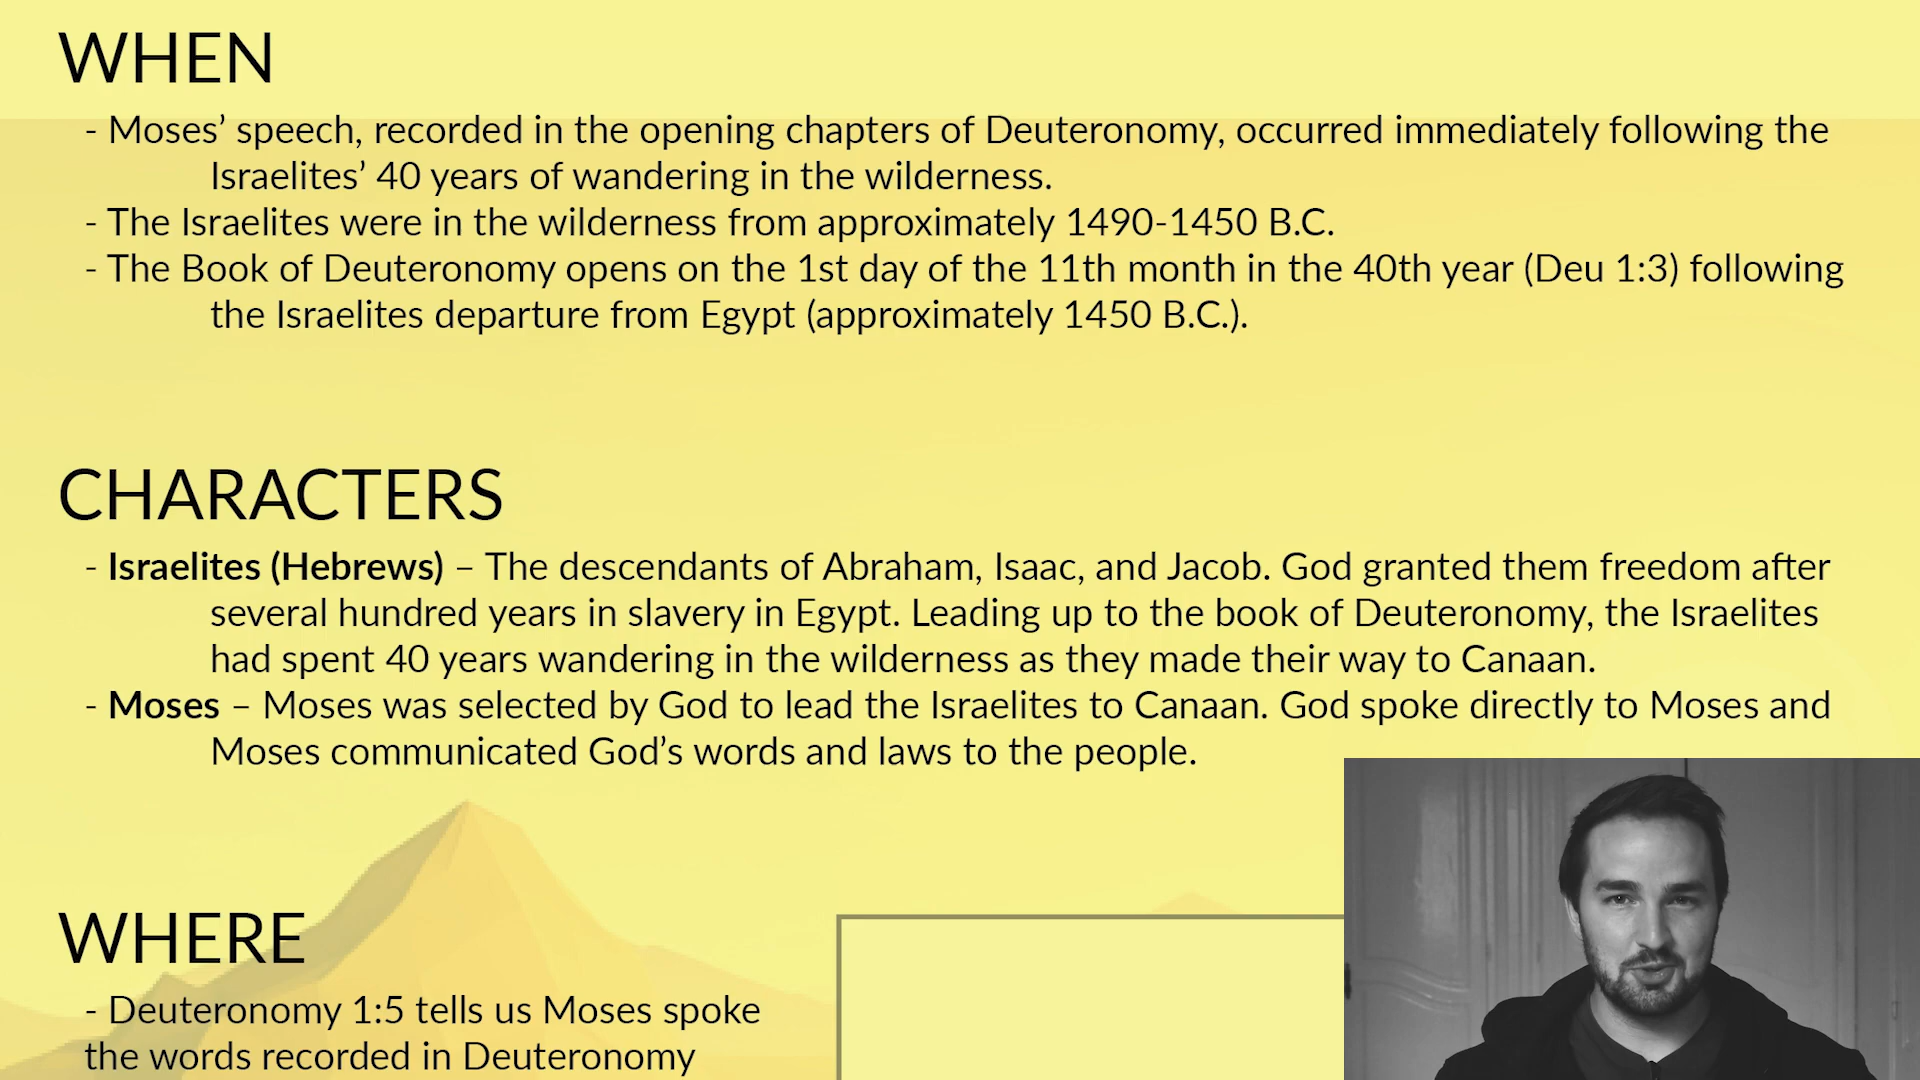 WHEN
- Moses’ speech, recorded in the opening chapters of Deuteronomy, occurred immediately following the
Israelites’ 40 years of wandering in the wilderness.
- The Israelites were in the wilderness from approximately 1490-1450 B.C.
- The Book of Deuteronomy opens on the 1st day of the 11th month in the 40th year (Deu 1:3) following
the Israelites departure from Egypt (approximately 1450 B.C.).
CHARACTERS
- Israelites (Hebrews) – The descendants of Abraham, Isaac, and Jacob. God granted them freedom after
several hundred years in slavery in Egypt. Leading up to the book of Deuteronomy, the Israelites
had spent 40 years wandering in the wilderness as they made their way to Canaan.
- Moses – Moses was selected by God to lead the Israelites to Canaan. God spoke directly to Moses and
Moses communicated God’s words and laws to the people.
WHERE
- Deuteronomy 1:5 tells us Moses spoke
the words recorded in Deuteronomy